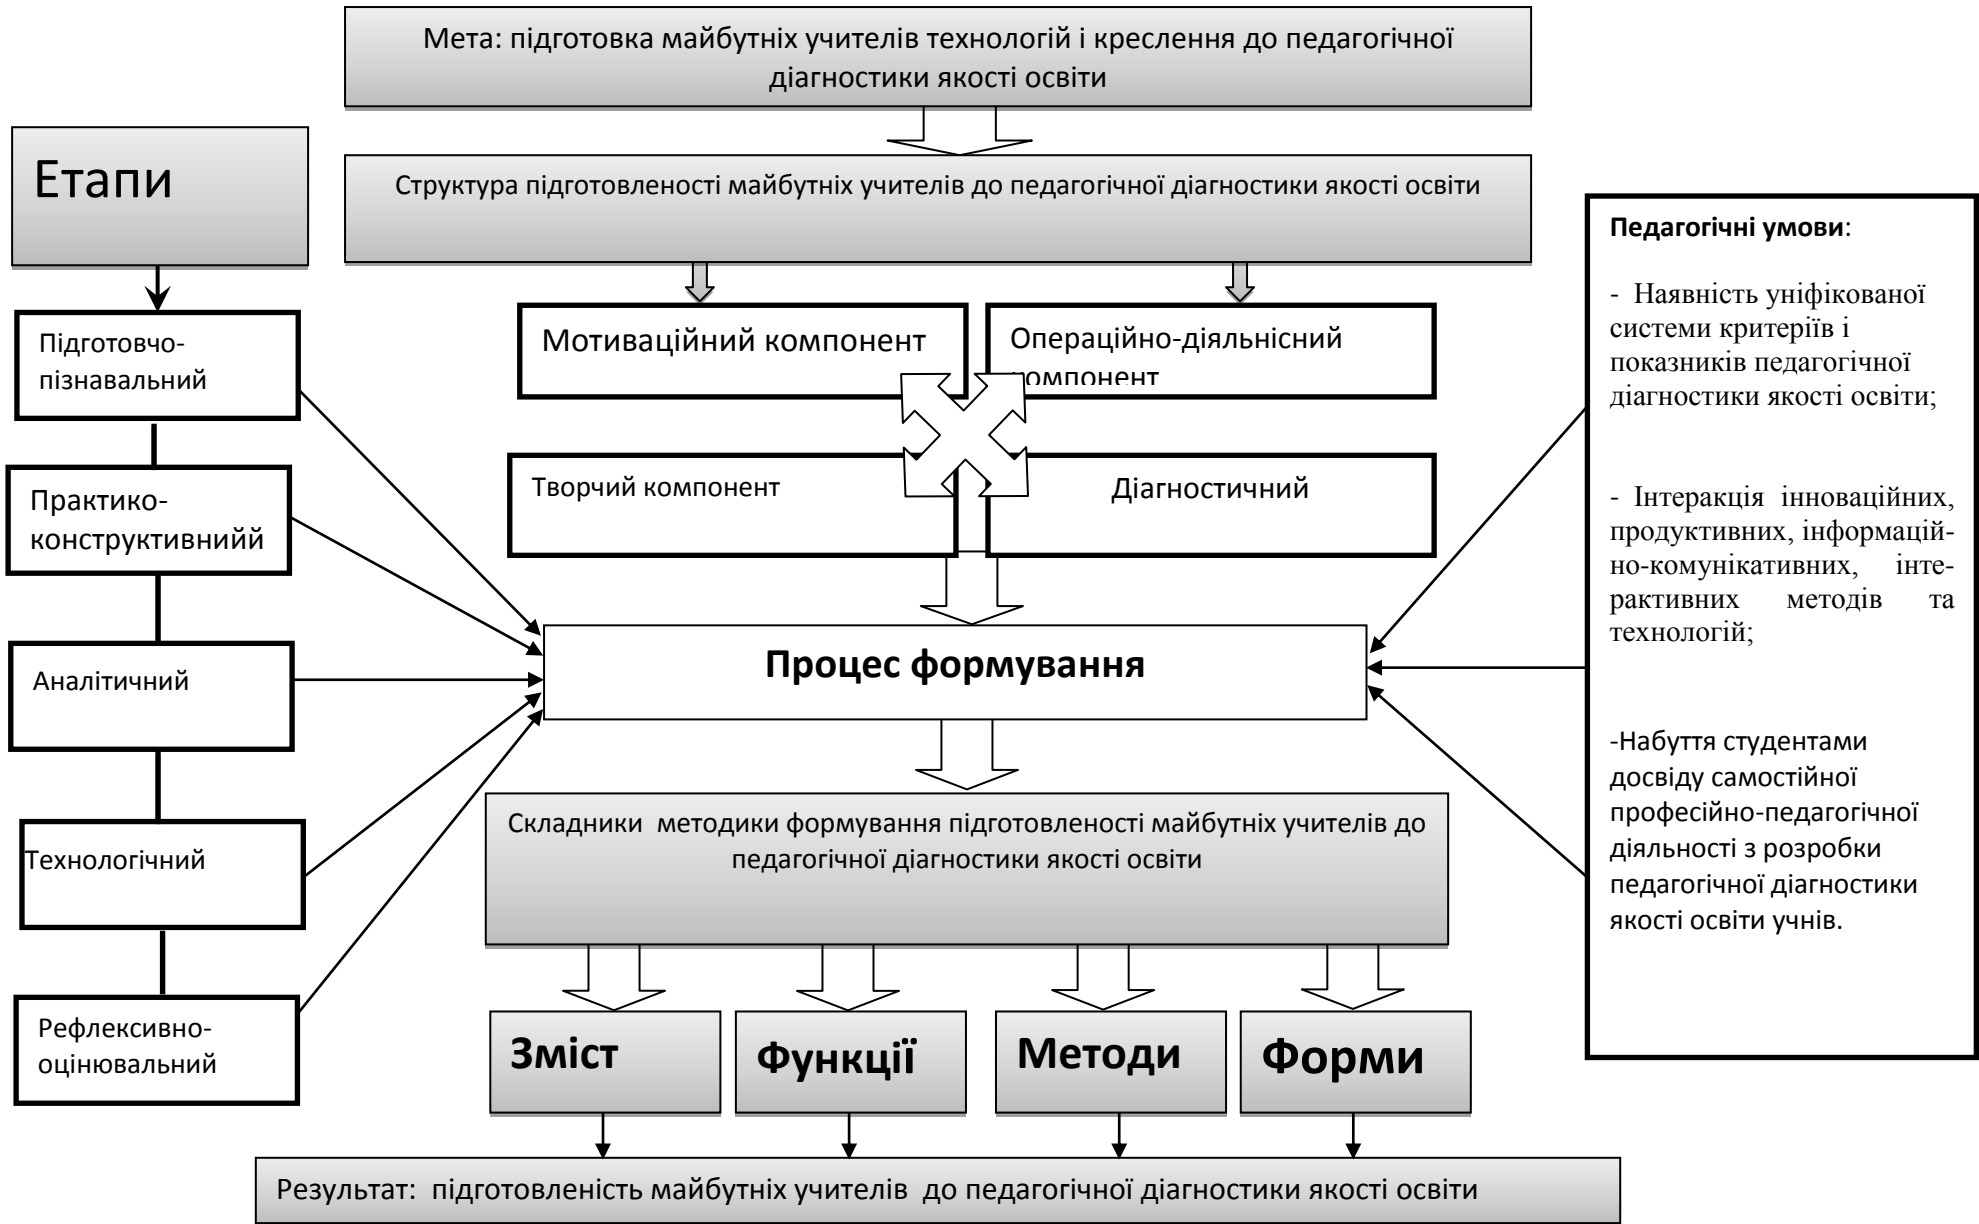 Мета: підготовка майбутніх учителів технологій і креслення до педагогічної
діагностики якості освіти
Етапи
Структура підготовленості майбутніх учителів до педагогічної діагностики якості освіти
Підготовчо-
пізнавальний
Практико-
конструктивнийй
Аналітичний
Технологічний
Рефлексивно-
оцінювальний
Мотиваційний компонент
Операційно-діяльнісний
компонент
Творчий компонент
Діагностичний
Процес формування
Складники методики формування підготовленості майбутніх учителів до
педагогічної діагностики якості освіти
Зміст
Функції
Методи
Форми
Результат: підготовленість майбутніх учителів до педагогічної діагностики якості освіти
Педагогічні умови:
- Наявність уніфікованої
системи критеріїв і
показників педагогічної
діагностики якості освіти;
- Інтеракція інноваційних,
продуктивних, інформацій-
но-комунікативних, інте-
рактивних методів та
технологій;
-Набуття студентами
досвіду самостійної
професійно-педагогічної
діяльності з розробки
педагогічної діагностики
якості освіти учнів.